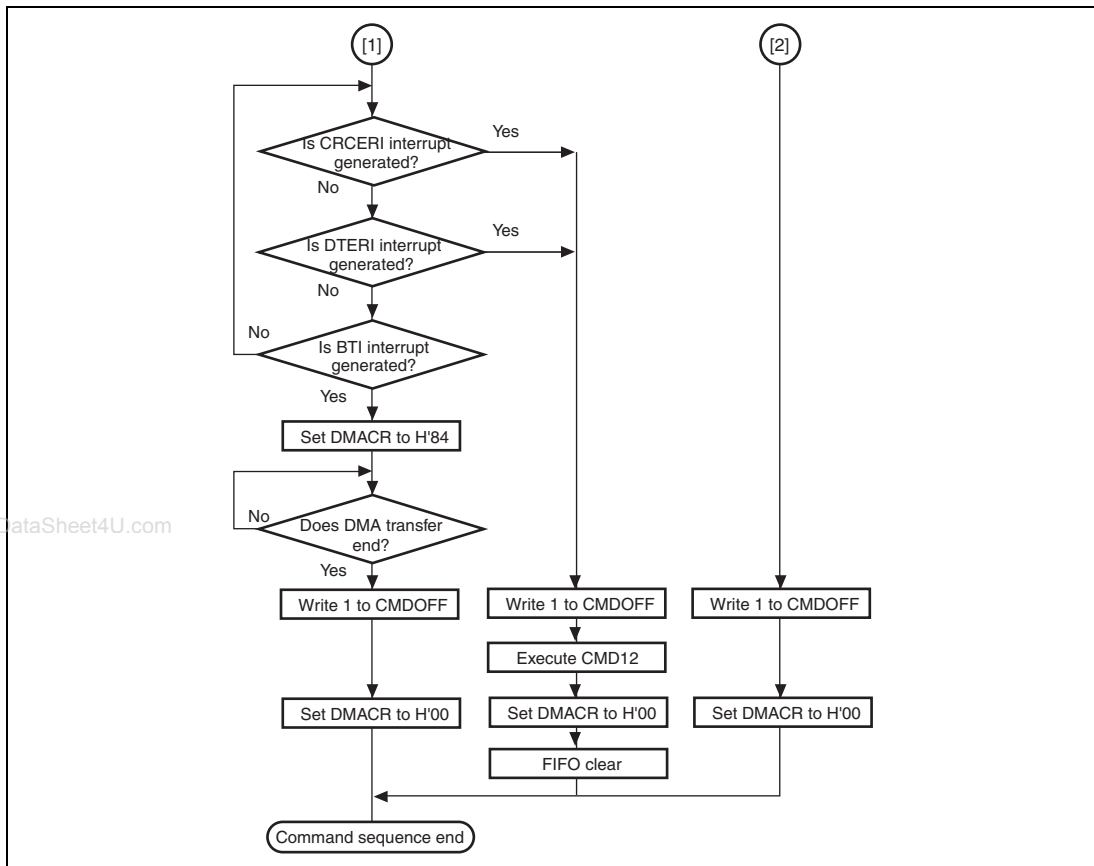 [1]
[2]
Is CRCERI interrupt
generated?
Yes
No
Is DTERI interrupt
generated?
Yes
No
No
Is BTI interrupt
generated?
Yes
Set DMACR to H'84
No
Does DMA transfer
end?
Yes
Write 1 to CMDOFF
Write 1 to CMDOFF
Write 1 to CMDOFF
Execute CMD12
Set DMACR to H'00
Set DMACR to H'00
Set DMACR to H'00
FIFO clear
Command sequence end
DataSheet4U.com